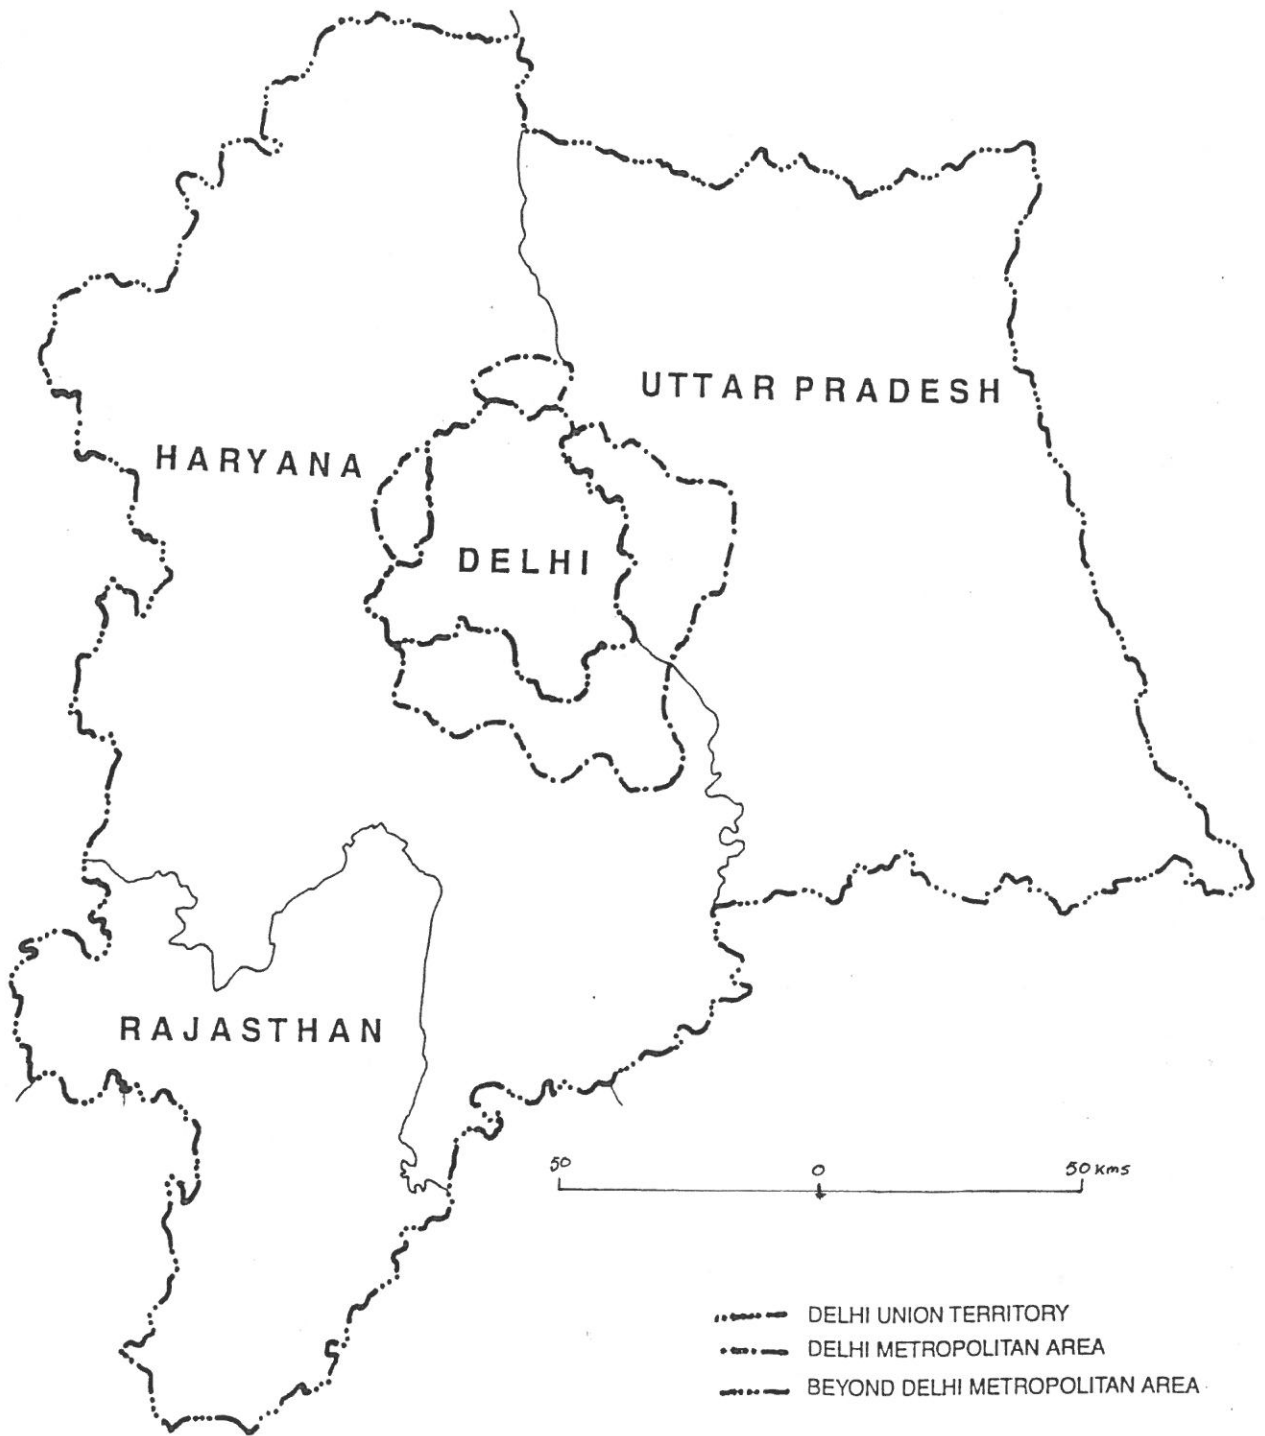 UTTAR PRADESH
HARYANA
DELHI
RAJASTHAN
50 0 50 Kms
DELHI UNION TERRITORY
DELHI METROPOLITAN AREA
BEYOND DELHI METROPOLITAN AREA